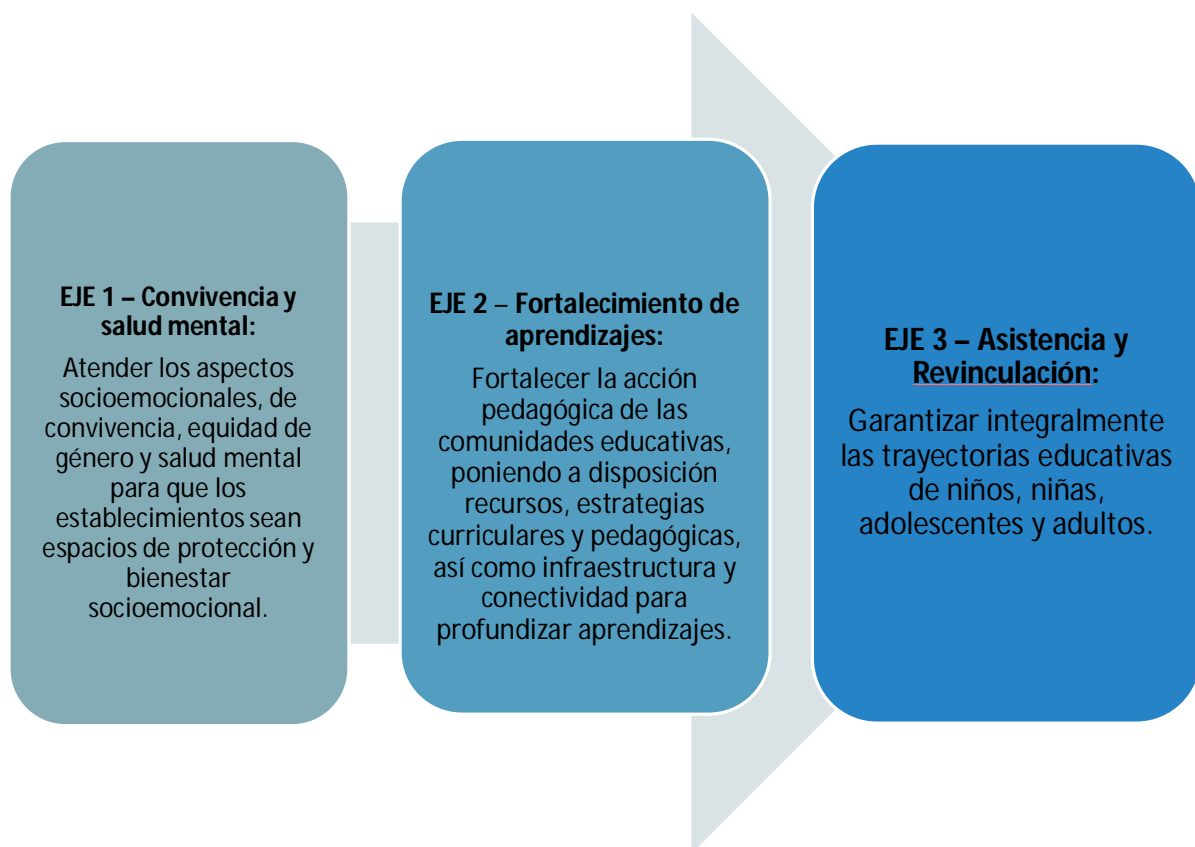 EJE 1 – Convivencia y
salud mental:
Atender los aspectos
socioemocionales, de
convivencia, equidad de
género y salud mental
para que los
establecimientos sean
espacios de protección y
bienestar
socioemocional.
EJE 2 – Fortalecimiento de
aprendizajes:
Fortalecer la acción
pedagógica de las
comunidades educativas,
poniendo a disposición
recursos, estrategias
curriculares y pedagógicas,
así como infraestructura y
conectividad para
profundizar aprendizajes.
EJE 3 – Asistencia y
Revinculación:
Garantizar integralmente
las trayectorias educativas
de niños, niñas,
adolescentes y adultos.